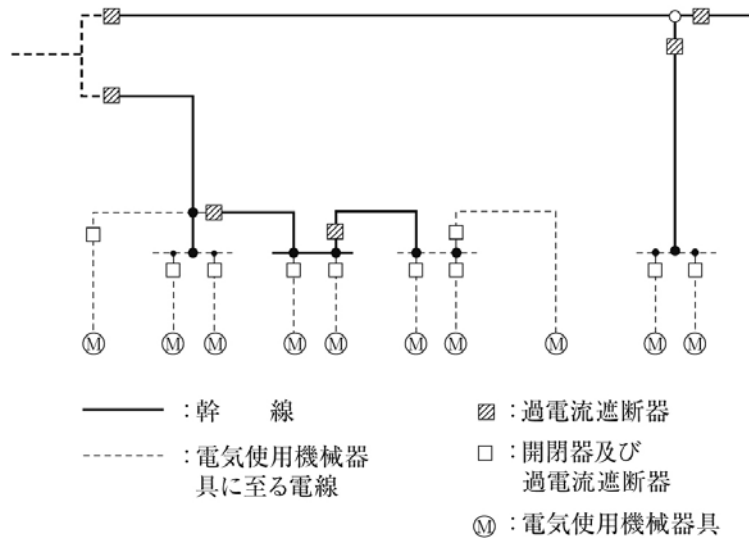 Ⓜ Ⓜ Ⓜ Ⓜ Ⓜ Ⓜ Ⓜ Ⓜ Ⓜ Ⓜ
：幹　　線
：電気使用機械器
具に至る電線
：過電流遮断器
：開閉器及び
過電流遮断器
Ⓜ：電気使用機械器具